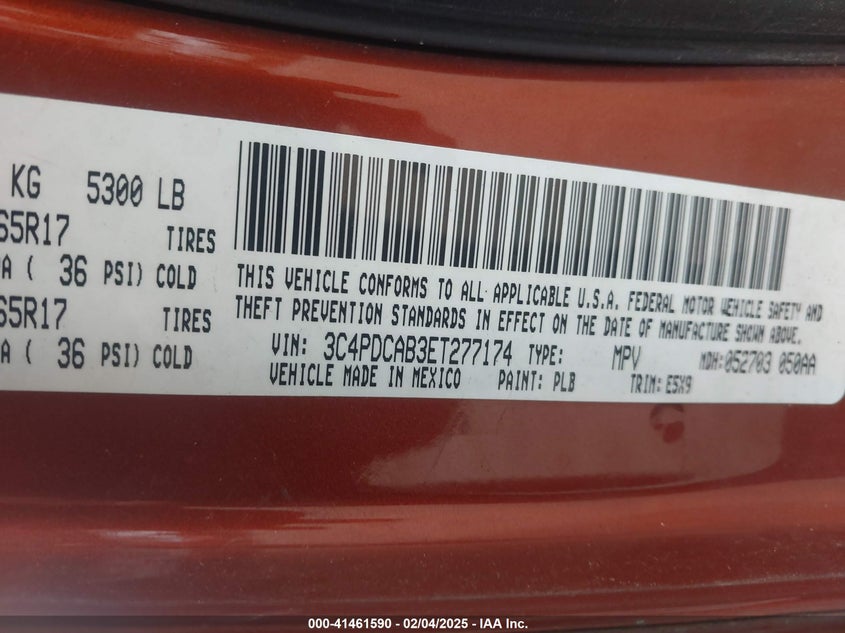 KG 5300 LB
65R17 TIRES
A ( 36 PSI) COLD
65R17 TIRES
A ( 36 PSI) COLD
THIS VEHICLE CONFORMS TO ALL APPLICABLE U.S.A. FEDERAL MOTOR VEHICLE SAFETY AND
THEFT PREVENTION STANDARDS IN EFFECT ON THE DATE OF MANUFACTURE SHOWN ABOVE.
VIN: 3C4PDCAB3ET277174 TYPE: MPV MDH:052703 050AA
VEHICLE MADE IN MEXICO PAINT: PLB TRIM: E5X9
000-41461590 - 02/04/2025 - IAA Inc.